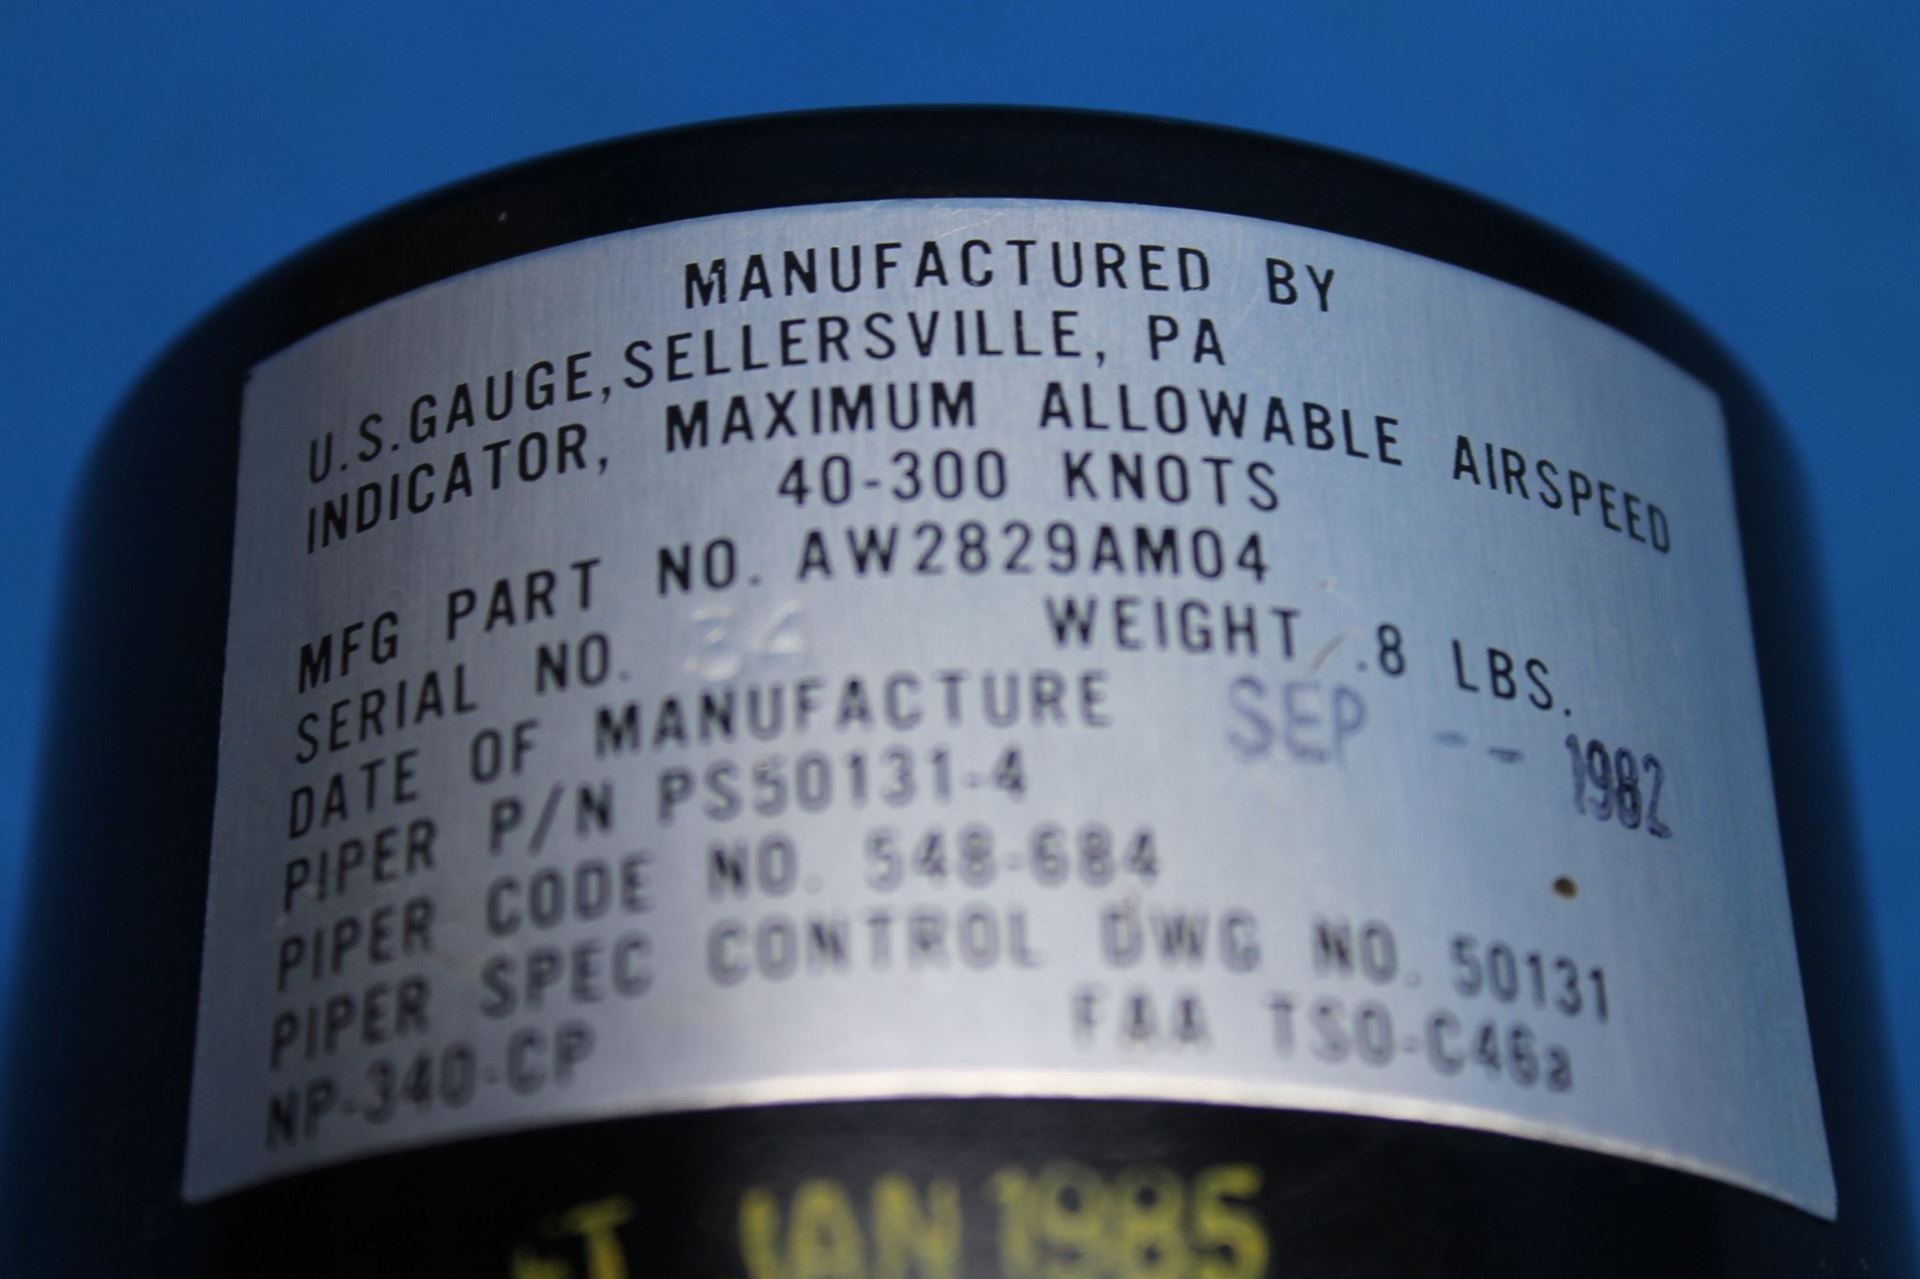 MANUFACTURED BY
U.S. GAUGE, SELLERSVILLE, PA
INDICATOR, MAXIMUM ALLOWABLE AIRSPEED
40-300 KNOTS
MFG PART NO. AW2829AM04
SERIAL NO. 34 WEIGHT .8 LBS.
DATE OF MANUFACTURE SEP -- 1982
PIPER P/N PS50131-4
PIPER CODE NO. 548-684
PIPER SPEC CONTROL DWG NO. 50131
NP-340-CP FAA TSO-C46a
JAN 1985